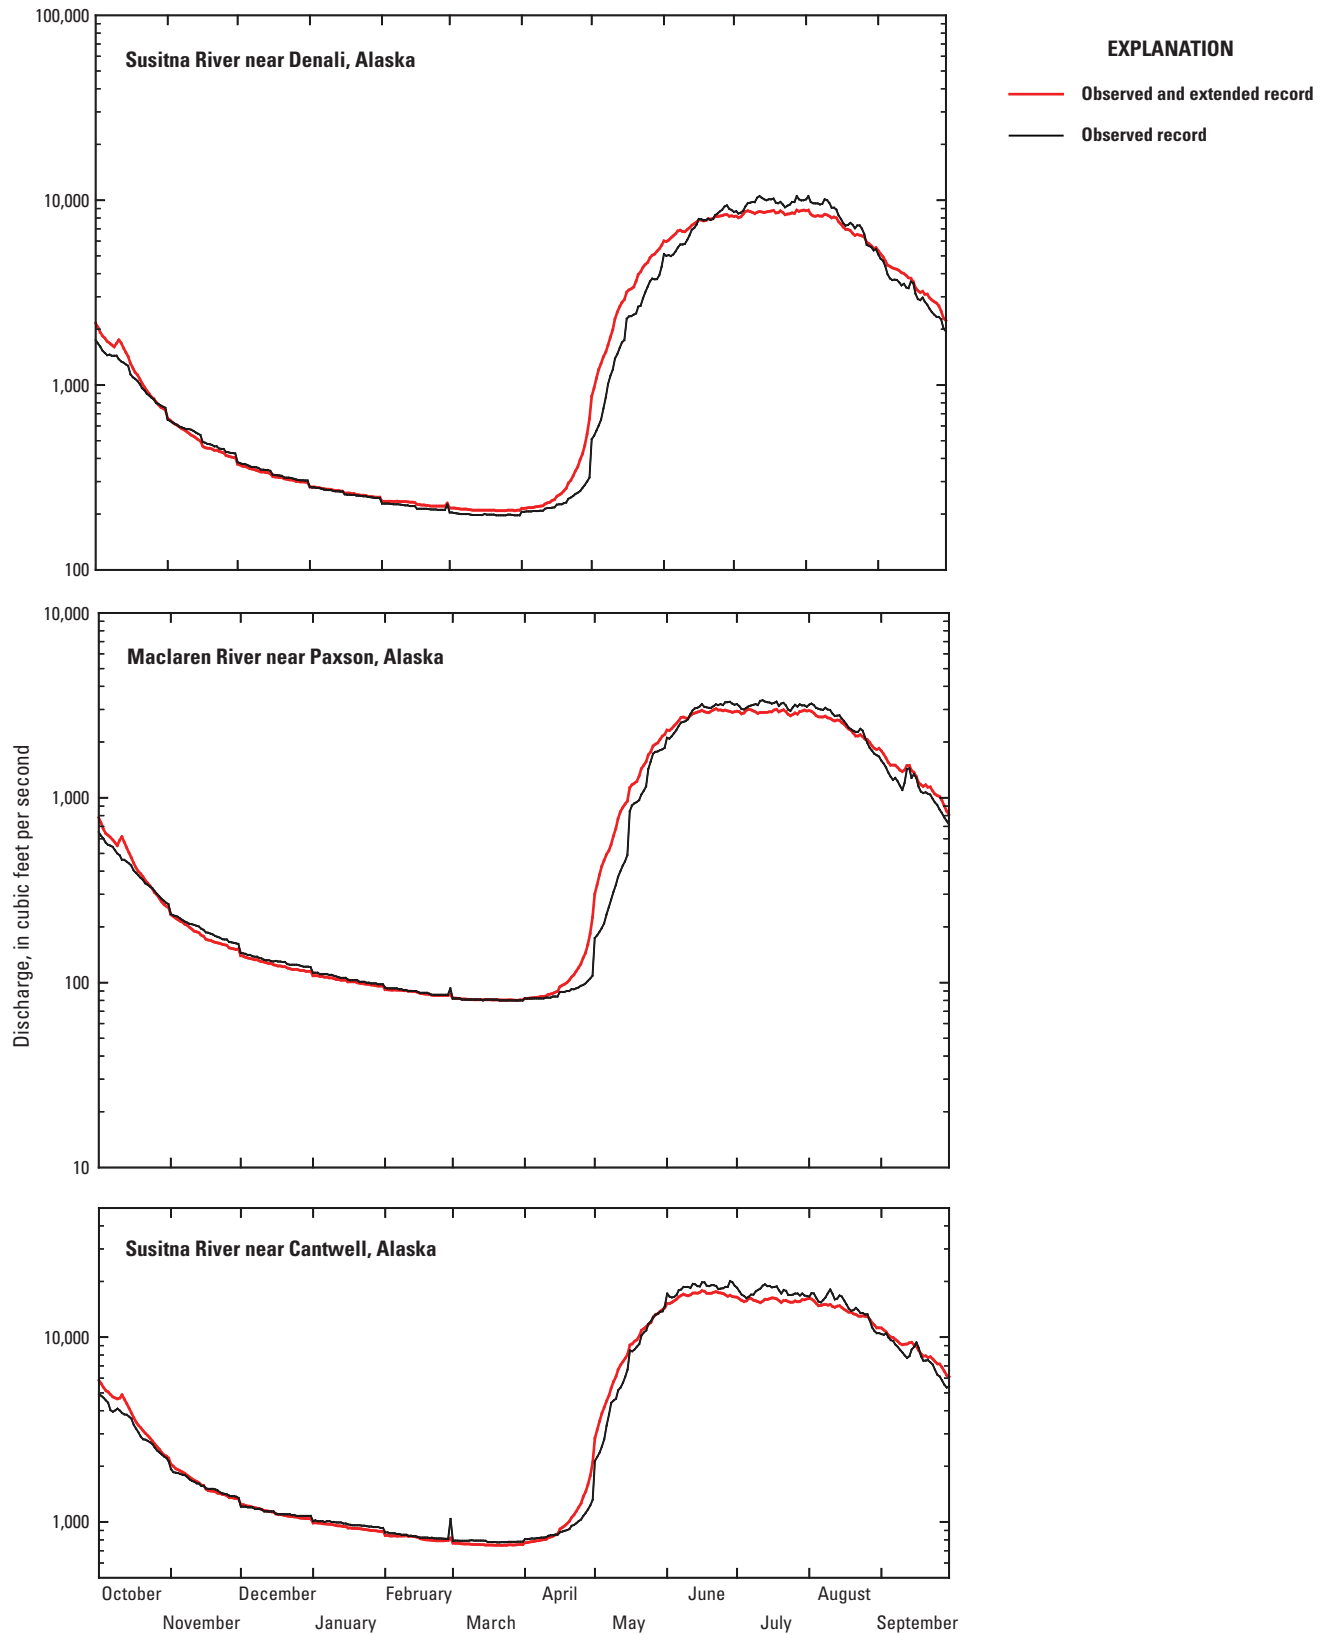 100,000
Susitna River near Denali, Alaska
10,000
1,000
100
EXPLANATION
Observed and extended record
Observed record
10,000
Maclaren River near Paxson, Alaska
1,000
100
10
Discharge, in cubic feet per second
Susitna River near Cantwell, Alaska
10,000
1,000
October December February April June August
November January March May July September